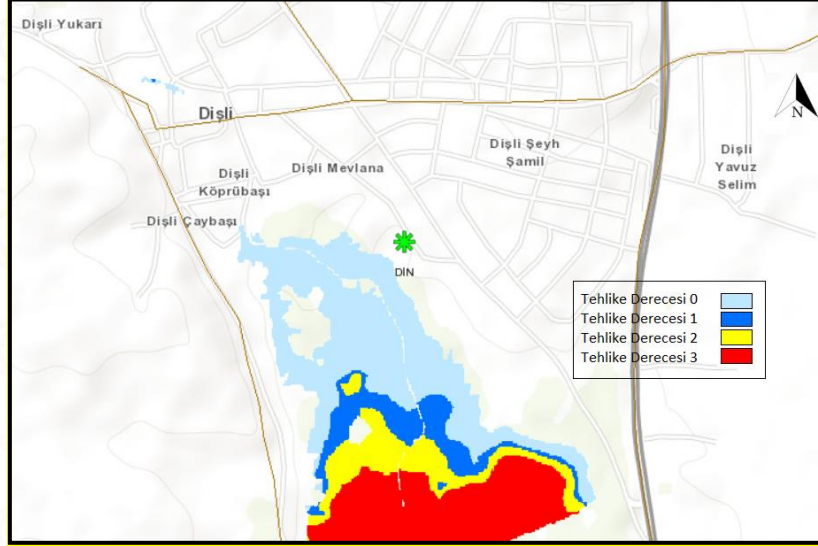 Dişli Yukarı
Dişli
Dişli
Köprübaşı
Dişli Mevlana
Dişli Şeyh
Şamil
Dişli
Yavuz
Selim
N
Dişli Çaybaşı
DİN
Tehlike Derecesi 0
Tehlike Derecesi 1
Tehlike Derecesi 2
Tehlike Derecesi 3